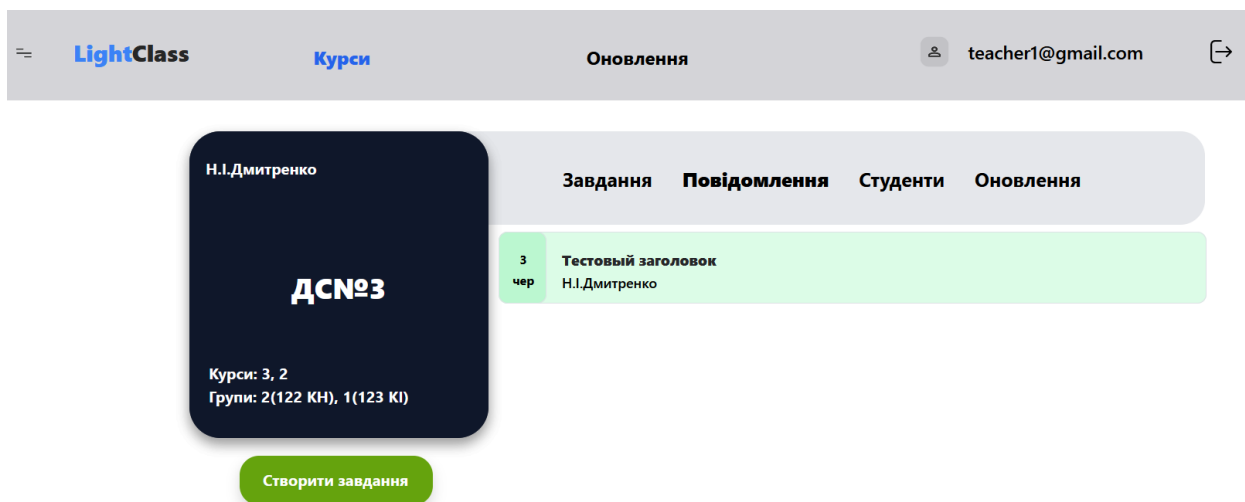 LightClass
Курси
Оновлення
teacher1@gmail.com
Н.І.Дмитренко
ДС№3
Курси: 3, 2
Групи: 2(122 КН), 1(123 КІ)
Створити завдання
Завдання Повідомлення Студенти Оновлення
3
чер
Тестовый заголовок
Н.І.Дмитренко